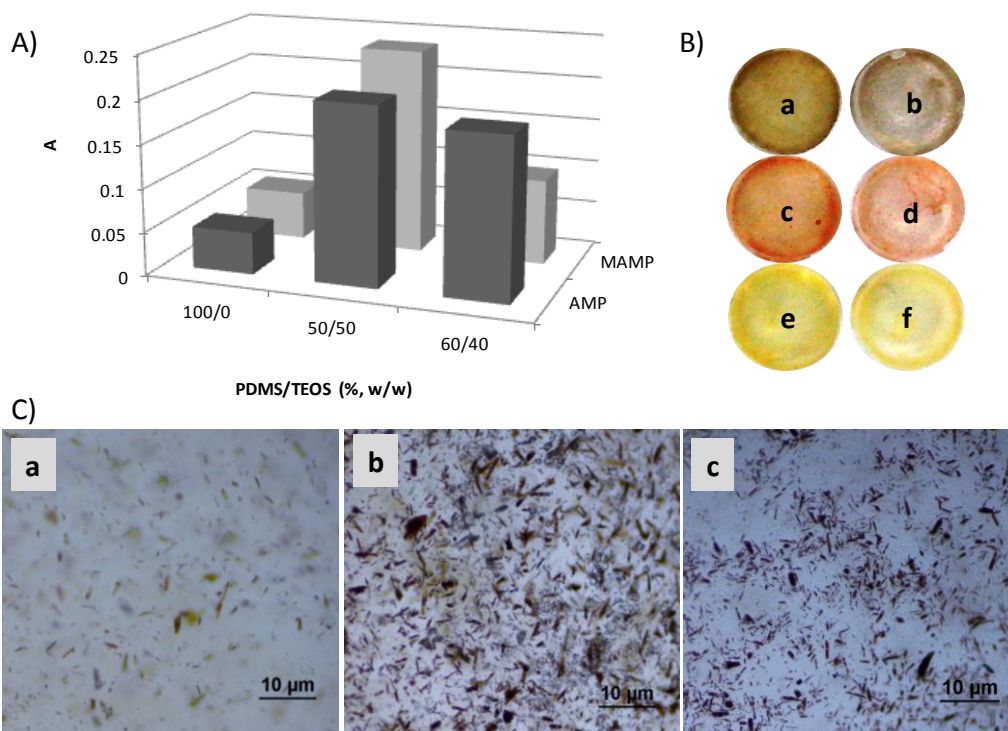 A)
0.25
0.2
0.15
0.1
0.05
0
A
100/0
50/50
60/40
MAMP
AMP
PDMS/TEOS (%, w/w)
B)
a b
c d
e f
C)
a
10 µm
b
10 µm
c
10 µm